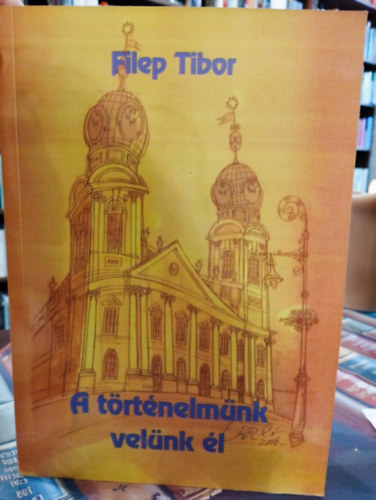 Filep Tibor
A történelmünk
velünk él